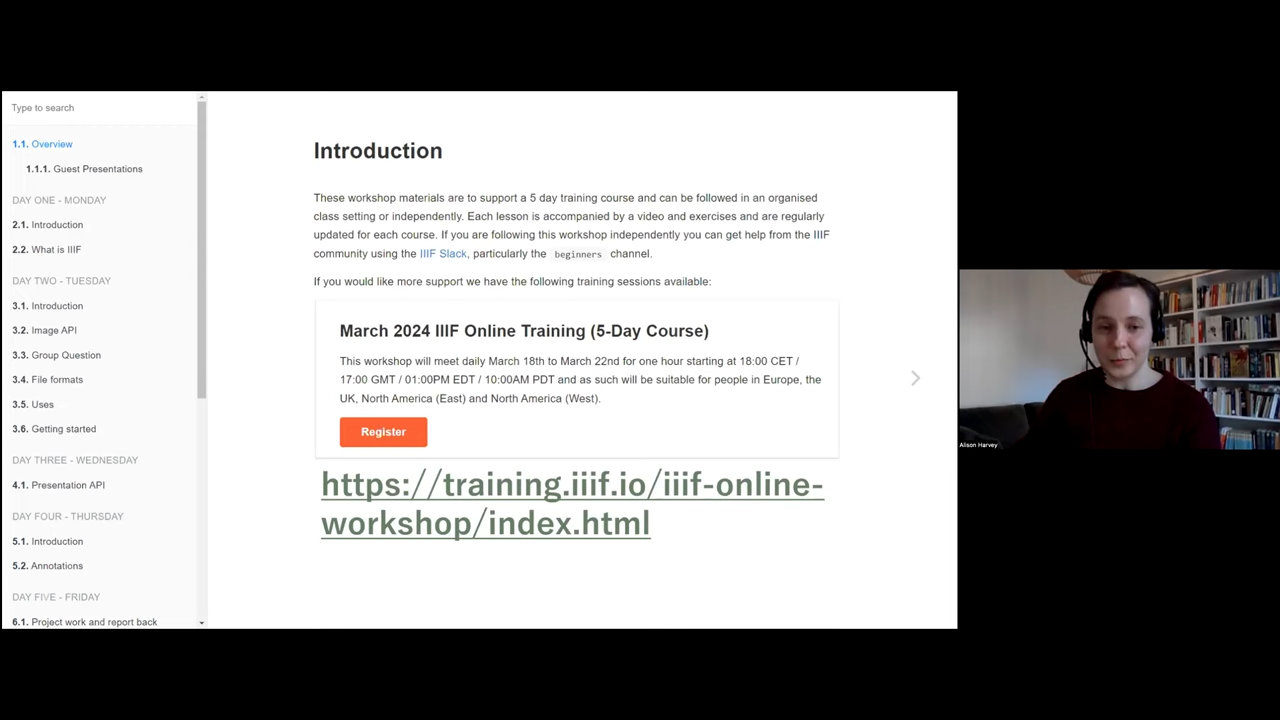 Type to search
1.1. Overview
1.1.1. Guest Presentations
DAY ONE - MONDAY
2.1. Introduction
2.2. What is IIIF
DAY TWO - TUESDAY
3.1. Introduction
3.2. Image API
3.3. Group Question
3.4. File formats
3.5. Uses
3.6. Getting started
DAY THREE - WEDNESDAY
4.1. Presentation API
DAY FOUR - THURSDAY
5.1. Introduction
5.2. Annotations
DAY FIVE - FRIDAY
6.1. Project work and report back
Introduction
These workshop materials are to support a 5 day training course and can be followed in an organised
class setting or independently. Each lesson is accompanied by a video and exercises and are regularly
updated for each course. If you are following this workshop independently you can get help from the IIIF
community using the IIIF Slack, particularly the beginners channel.
If you would like more support we have the following training sessions available:
March 2024 IIIF Online Training (5-Day Course)
This workshop will meet daily March 18th to March 22nd for one hour starting at 18:00 CET /
17:00 GMT / 01:00PM EDT / 10:00AM PDT and as such will be suitable for people in Europe, the
UK, North America (East) and North America (West).
Register
https://training.iiif.io/iiif-online-
workshop/index.html
Alison Harvey